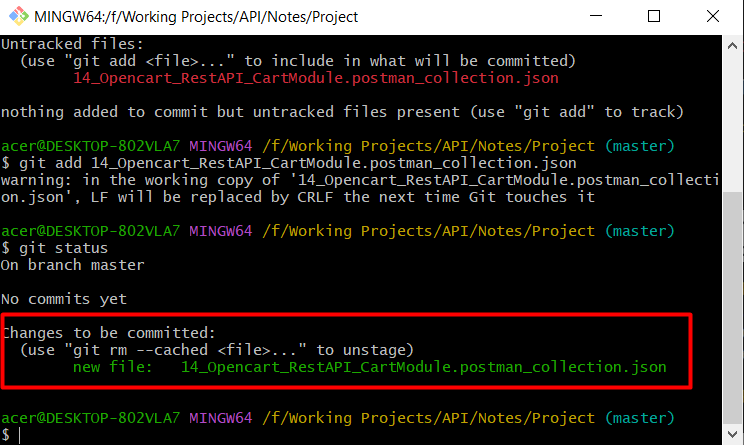 MINGW64:/f/Working Projects/API/Notes/Project
Untracked files:
  (use "git add <file>..." to include in what will be committed)
        14_Opencart_RestAPI_CartModule.postman_collection.json
nothing added to commit but untracked files present (use "git add" to track)
acer@DESKTOP-802VLA7 MINGW64 /f/Working Projects/API/Notes/Project (master)
$ git add 14_Opencart_RestAPI_CartModule.postman_collection.json
warning: in the working copy of '14_Opencart_RestAPI_CartModule.postman_collecti
on.json', LF will be replaced by CRLF the next time Git touches it
acer@DESKTOP-802VLA7 MINGW64 /f/Working Projects/API/Notes/Project (master)
$ git status
On branch master
No commits yet
Changes to be committed:
  (use "git rm --cached <file>..." to unstage)
        new file:   14_Opencart_RestAPI_CartModule.postman_collection.json
acer@DESKTOP-802VLA7 MINGW64 /f/Working Projects/API/Notes/Project (master)
$